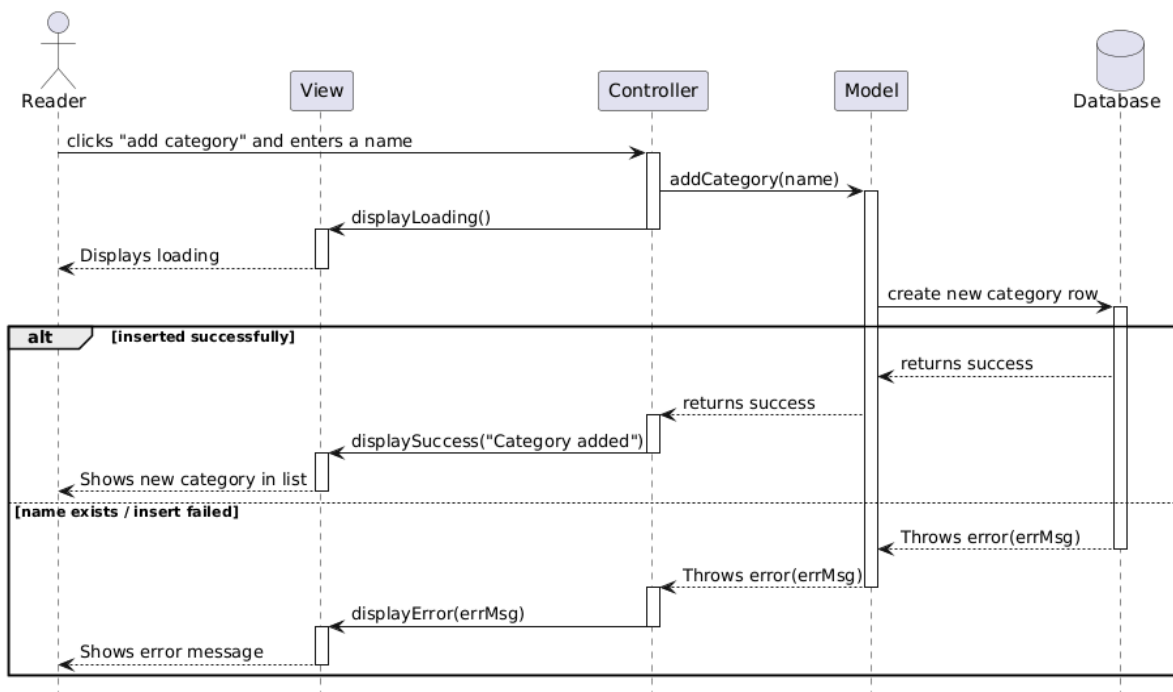 Reader
View
Controller
Model
Database
clicks "add category" and enters a name
addCategory(name)
displayLoading()
Displays loading
create new category row
alt
[inserted successfully]
returns success
returns success
displaySuccess("Category added")
Shows new category in list
[name exists / insert failed]
Throws error(errMsg)
Throws error(errMsg)
displayError(errMsg)
Shows error message